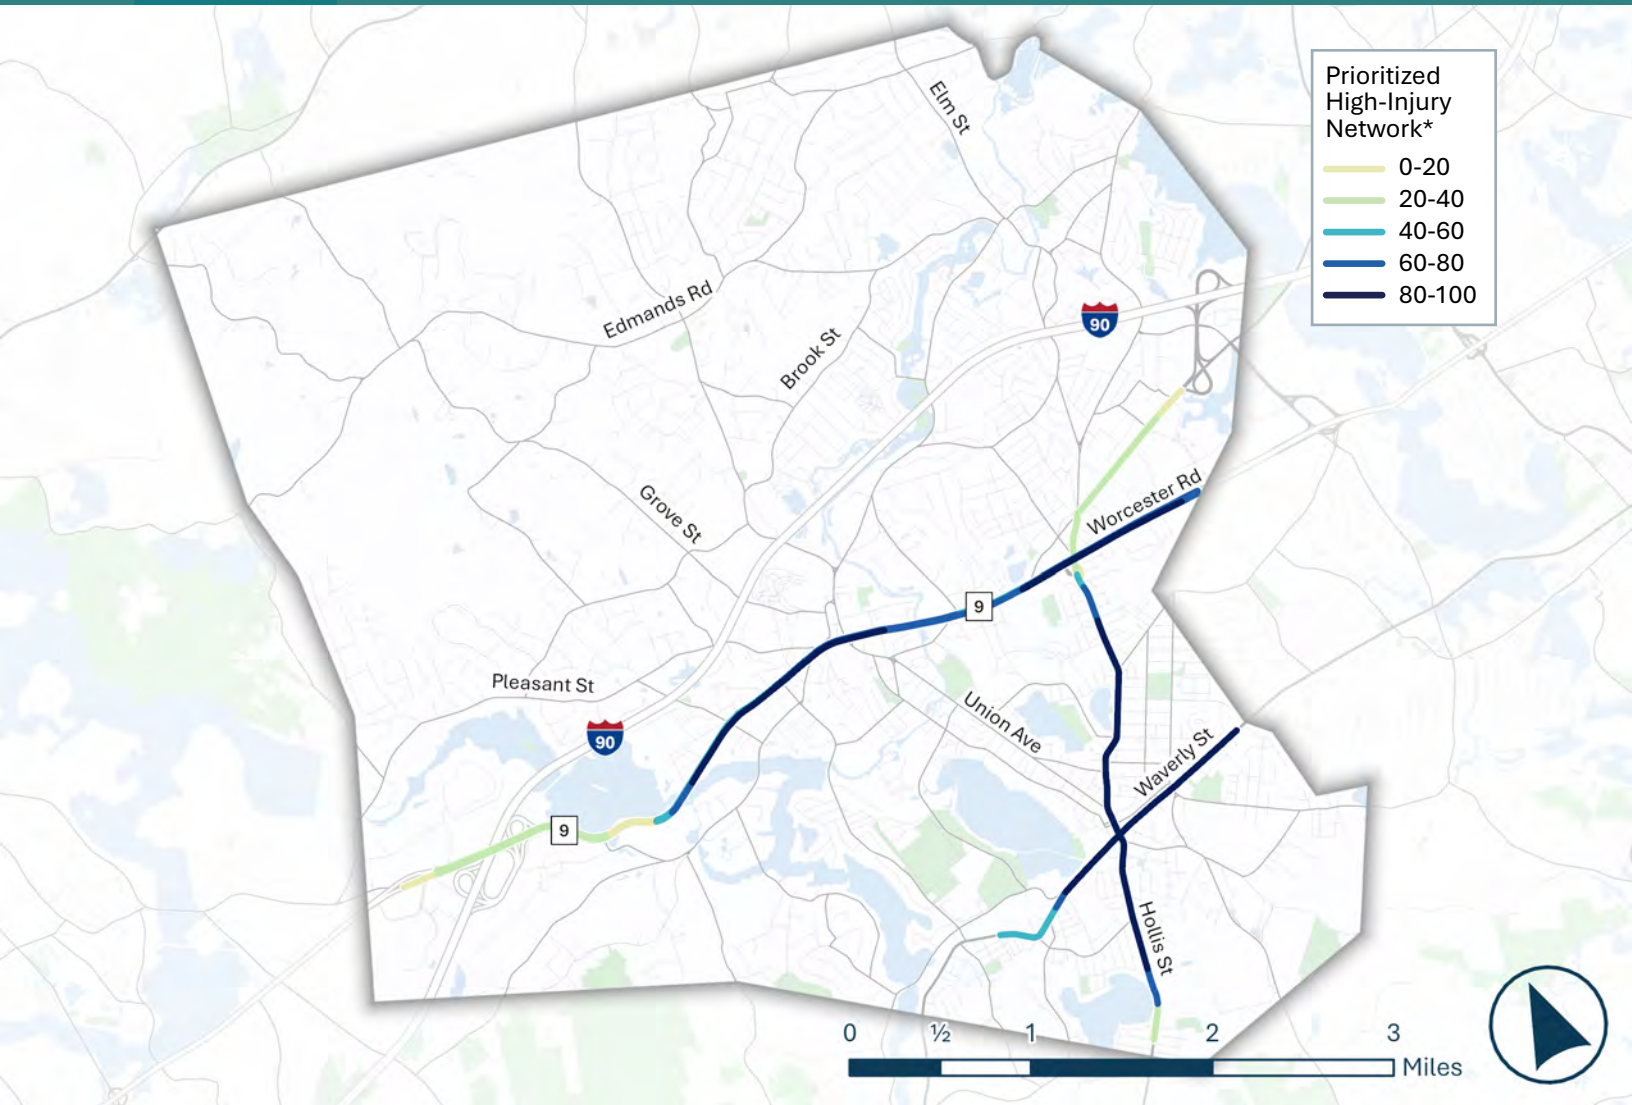 Prioritized
High-Injury
Network*
0-20
20-40
40-60
60-80
80-100
Elm St
Edmands Rd
90
Brook St
Worcester Rd
Grove St
9
Pleasant St
Union Ave
90
Waverly St
9
Hollis St
0 ½ 1 2 3
Miles